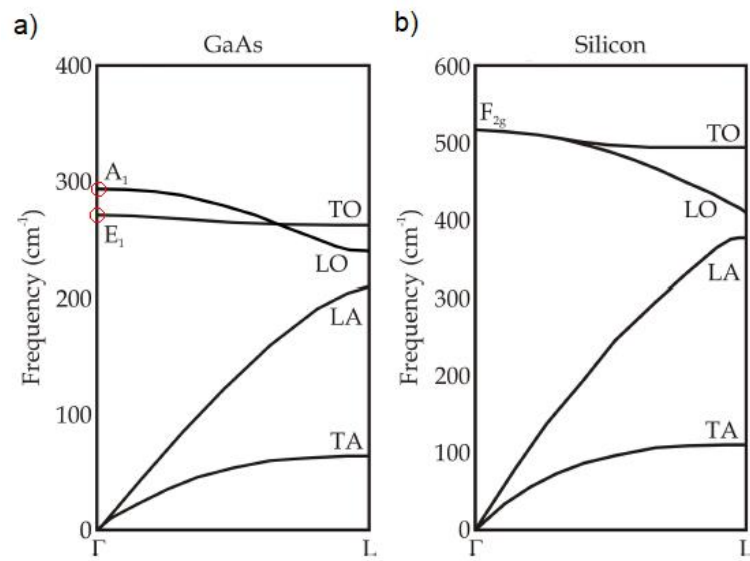 a)
GaAs
400
300
200
100
0
Frequency (cm⁻¹)
A₁
E₁
TO
LO
LA
TA
Γ
L
b)
Silicon
600
500
400
300
200
100
0
Frequency (cm⁻¹)
F₂g
TO
LO
LA
TA
Γ
L